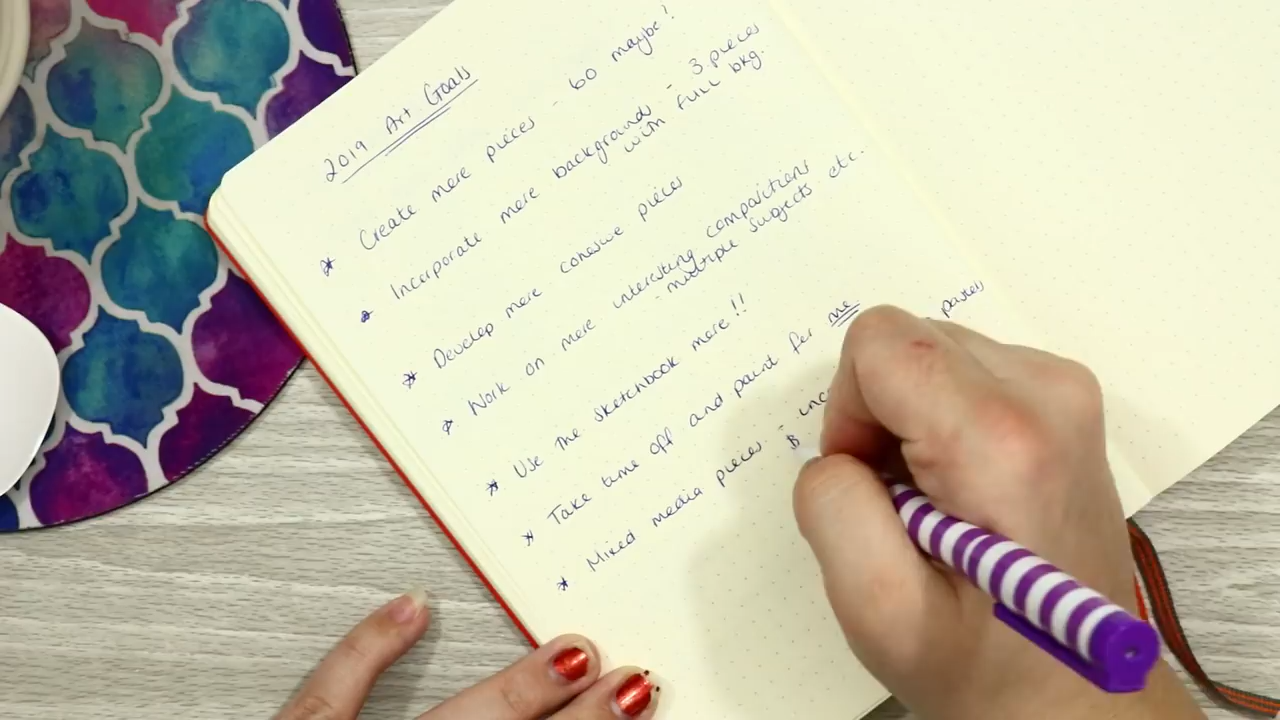 2019 Art Goals
* Create more pieces - 60 maybe!
* Incorporate more backgrounds - 3 pieces
with full bkg.
* Develop more cohesive pieces
* Work on more interesting compositions
- multiple subjects etc.
* Use the sketchbook more!!
* Take time off and paint for me
* Mixed media pieces - pastels